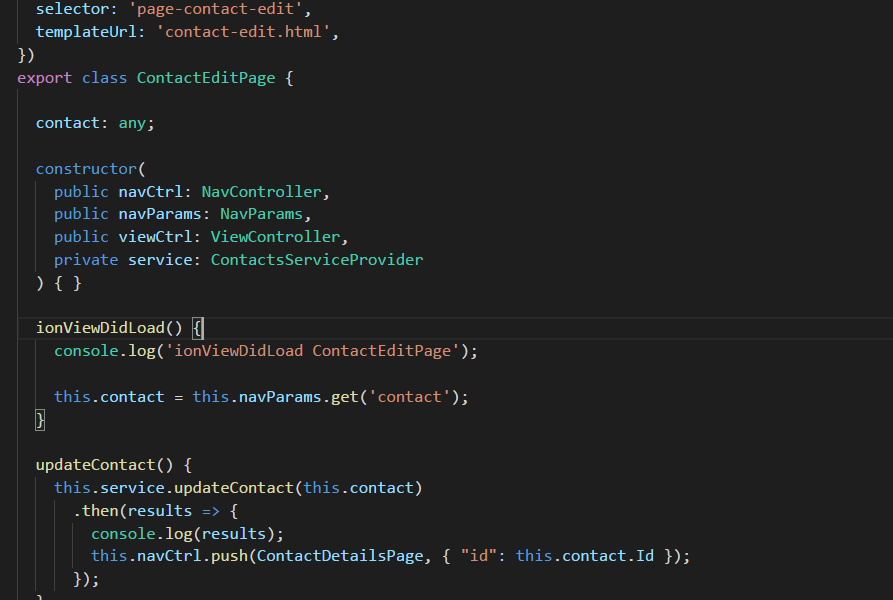 selector: 'page-contact-edit',
templateUrl: 'contact-edit.html',
})
export class ContactEditPage {
contact: any;
constructor(
public navCtrl: NavController,
public navParams: NavParams,
public viewCtrl: ViewController,
private service: ContactsServiceProvider
) { }
ionViewDidLoad() {
console.log('ionViewDidLoad ContactEditPage');
this.contact = this.navParams.get('contact');
}
updateContact() {
this.service.updateContact(this.contact)
.then(results => {
console.log(results);
this.navCtrl.push(ContactDetailsPage, { "id": this.contact.Id });
});
}